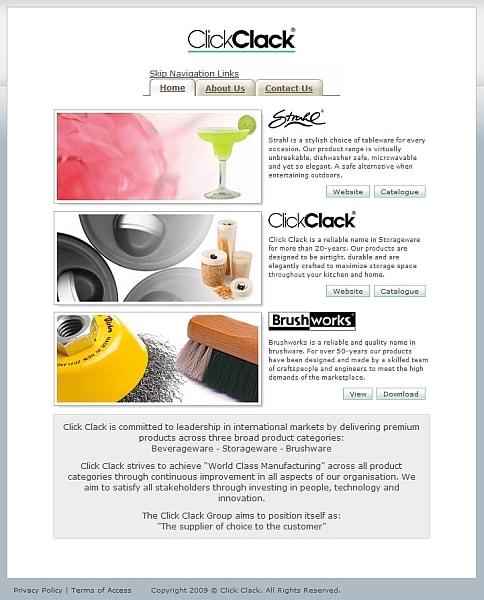 ClickClack®
Skip Navigation Links
Home About Us Contact Us
Strahl®
Strahl is a stylish choice of tableware for every
occasion. Our product range is virtually
unbreakable, dishwasher safe, microwavable
and yet so elegant. A safe alternative when
entertaining outdoors.
Website Catalogue
ClickClack®
Click Clack is a reliable name in Storageware
for more than 20-years. Our products are
designed to be airtight, durable and are
elegantly crafted to maximize storage space
throughout your kitchen and home.
Website Catalogue
MADE IN NEW ZEALAND
Brushworks®
Brushworks is a reliable and quality name in
brushware. For over 50-years our products
have been designed and made by a skilled team
of craftspeople and engineers to meet the high
demands of the marketplace.
View Download
Click Clack is committed to leadership in international markets by delivering premium
products across three broad product categories:
Beverageware - Storageware - Brushware
Click Clack strives to achieve "World Class Manufacturing" across all product
categories through continuous improvement in all aspects of our organisation. We
aim to satisfy all stakeholders through investing in people, technology and
innovation.
The Click Clack Group aims to position itself as:
"The supplier of choice to the customer"
Privacy Policy | Terms of Access Copyright 2009 © Click Clack. All Rights Reserved.